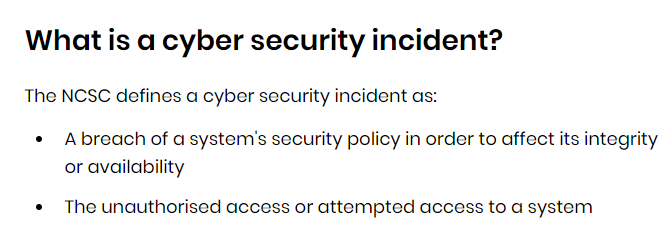 What is a cyber security incident?
The NCSC defines a cyber security incident as:
• A breach of a system's security policy in order to affect its integrity
or availability
• The unauthorised access or attempted access to a system